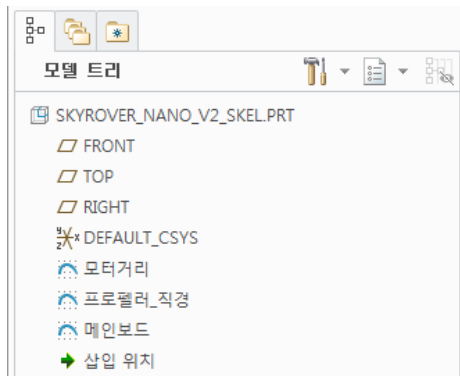 모델 트리
SKYROVER_NANO_V2_SKEL.PRT
FRONT
TOP
RIGHT
DEFAULT_CSYS
모터거리
프로펠러_직경
메인보드
삽입 위치